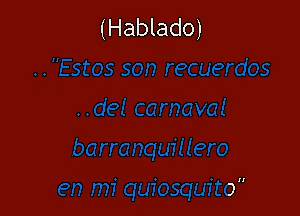 (Hablado)
.."Estos son recuerdos
..del carnaval
barranquillero
en mi quiosquito"